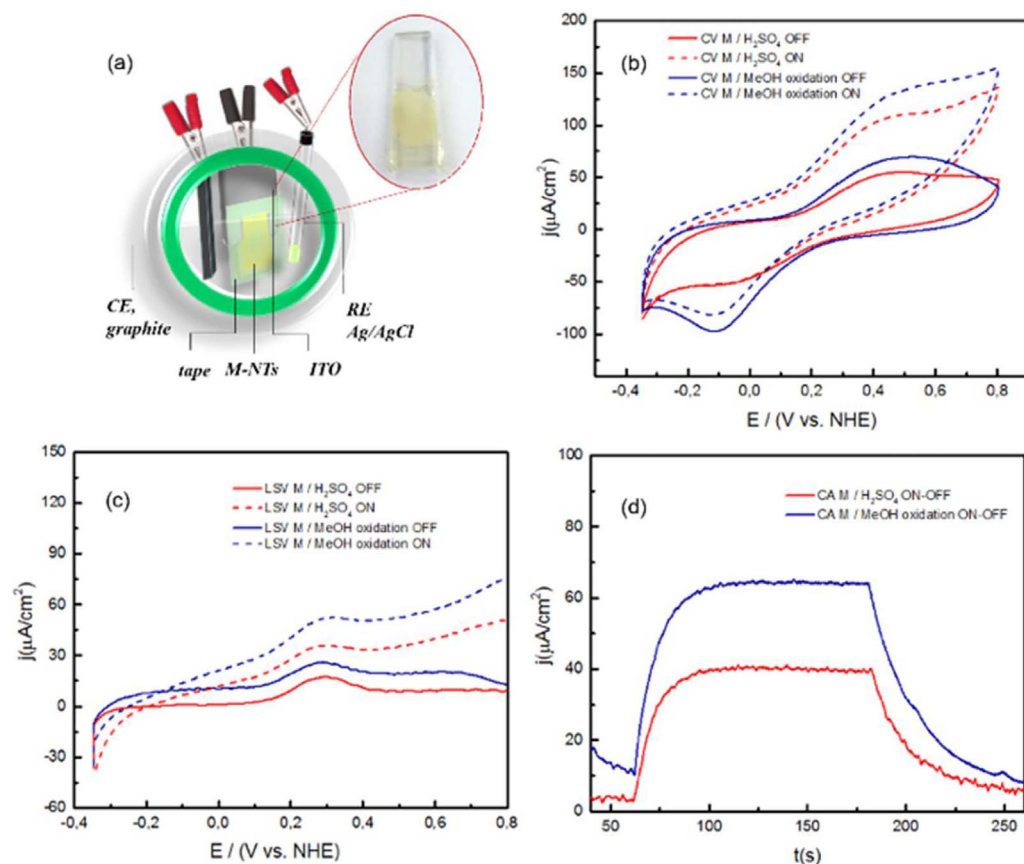 (a)
CE,
graphite
tape M-NTs ITO
RE
Ag/AgCl
(b)
CV M / H₂SO₄ OFF
CV M / H₂SO₄ ON
CV M / MeOH oxidation OFF
CV M / MeOH oxidation ON
200
150
100
50
0
-50
-100
j(µA/cm²)
-0,4 -0,2 0,0 0,2 0,4 0,6 0,8
E / (V vs. NHE)
(c)
LSV M / H₂SO₄ OFF
LSV M / H₂SO₄ ON
LSV M / MeOH oxidation OFF
LSV M / MeOH oxidation ON
150
120
90
60
30
0
-30
-60
j(µA/cm²)
-0,4 -0,2 0,0 0,2 0,4 0,6 0,8
E / (V vs. NHE)
(d)
CA M / H₂SO₄ ON-OFF
CA M / MeOH oxidation ON-OFF
100
80
60
40
20
0
j(µA/cm²)
50 100 150 200 250
t(s)